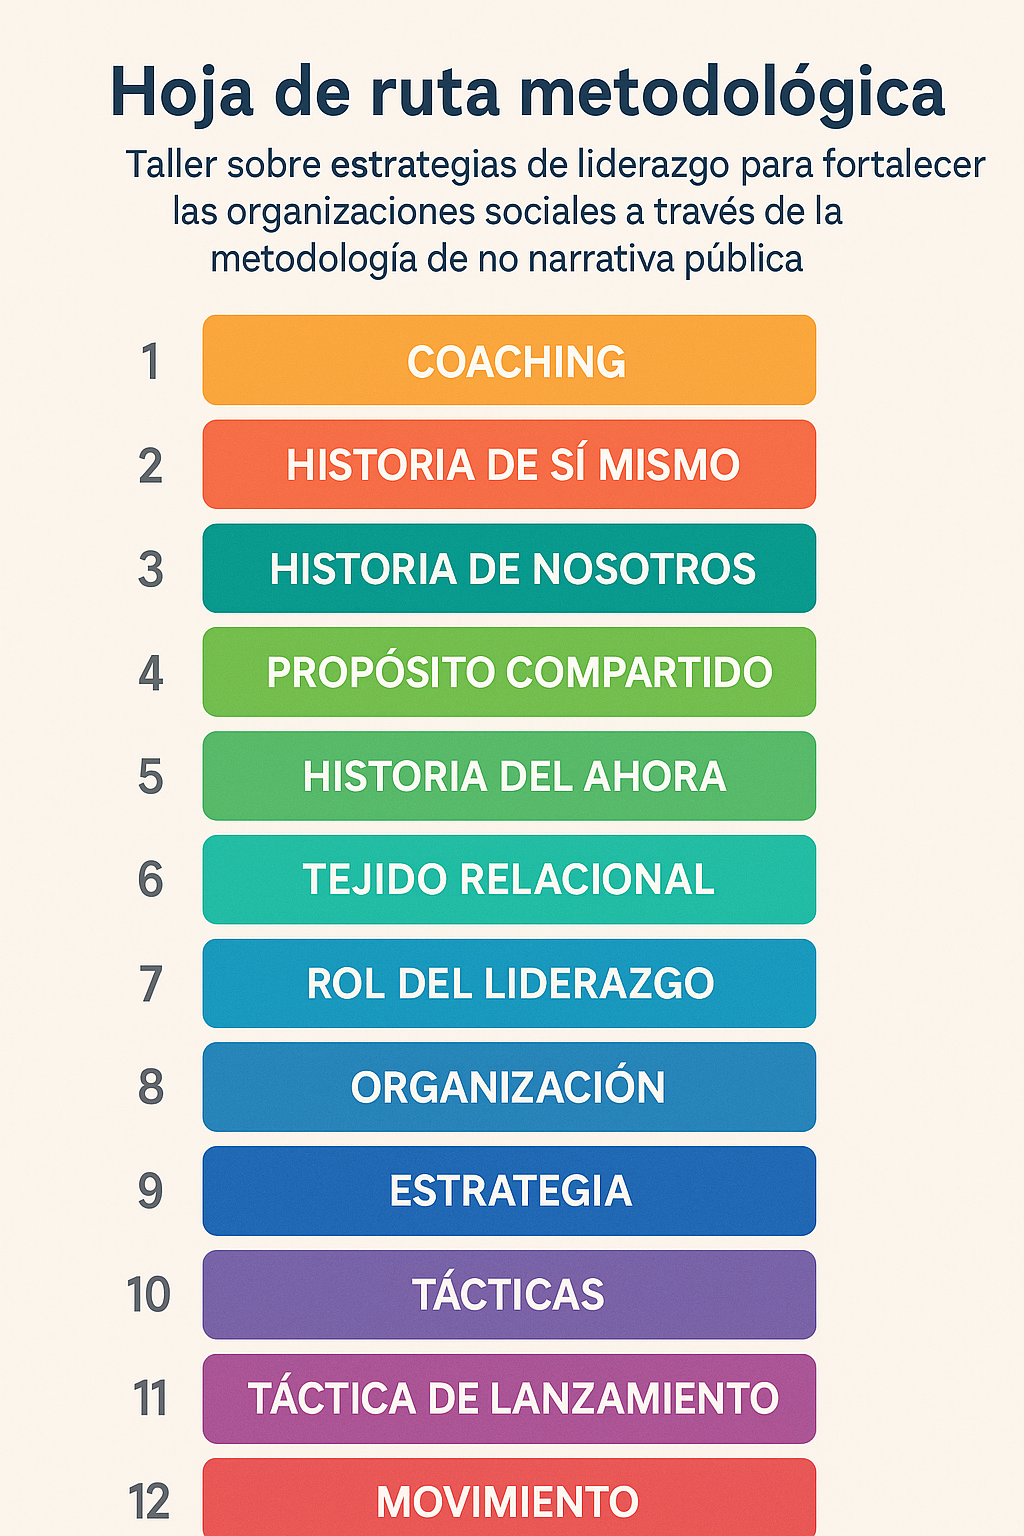 Hoja de ruta metodológica
Taller sobre estrategias de liderazgo para fortalecer
las organizaciones sociales a través de la
metodología de no narrativa pública
1 COACHING
2 HISTORIA DE SÍ MISMO
3 HISTORIA DE NOSOTROS
4 PROPÓSITO COMPARTIDO
5 HISTORIA DEL AHORA
6 TEJIDO RELACIONAL
7 ROL DEL LIDERAZGO
8 ORGANIZACIÓN
9 ESTRATEGIA
10 TÁCTICAS
11 TÁCTICA DE LANZAMIENTO
12 MOVIMIENTO